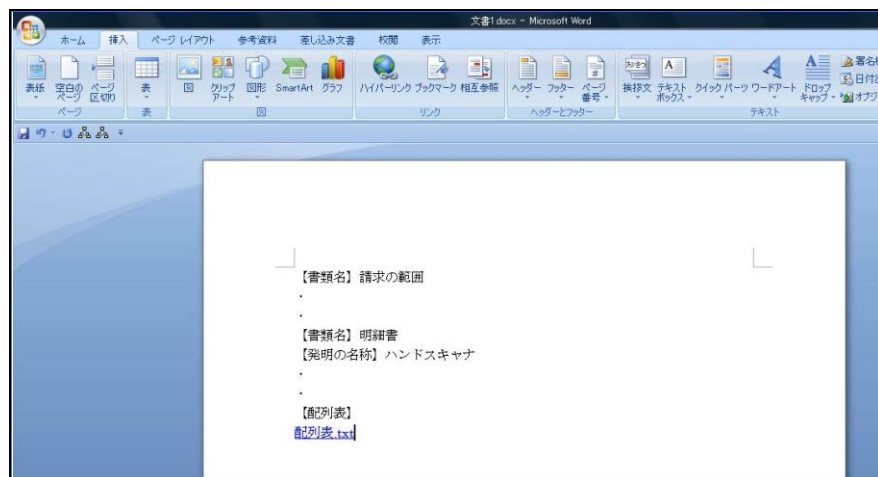 文書1.docx - Microsoft Word
ホーム 挿入 ページ レイアウト 参考資料 差し込み文書 校閲 表示
表紙 空白のページ ページ区切り 表 図 クリップアート 図形 SmartArt グラフ ハイパーリンク ブックマーク 相互参照 ヘッダー フッター ページ番号 挨拶文 テキストボックス クイック パーツ ワードアート ドロップキャップ
署名
日付と
オブジ
ページ 表 図 リンク ヘッダーとフッター テキスト
【書類名】請求の範囲
・
・
【書類名】明細書
【発明の名称】ハンドスキャナ
・
・
【配列表】
配列表.txt